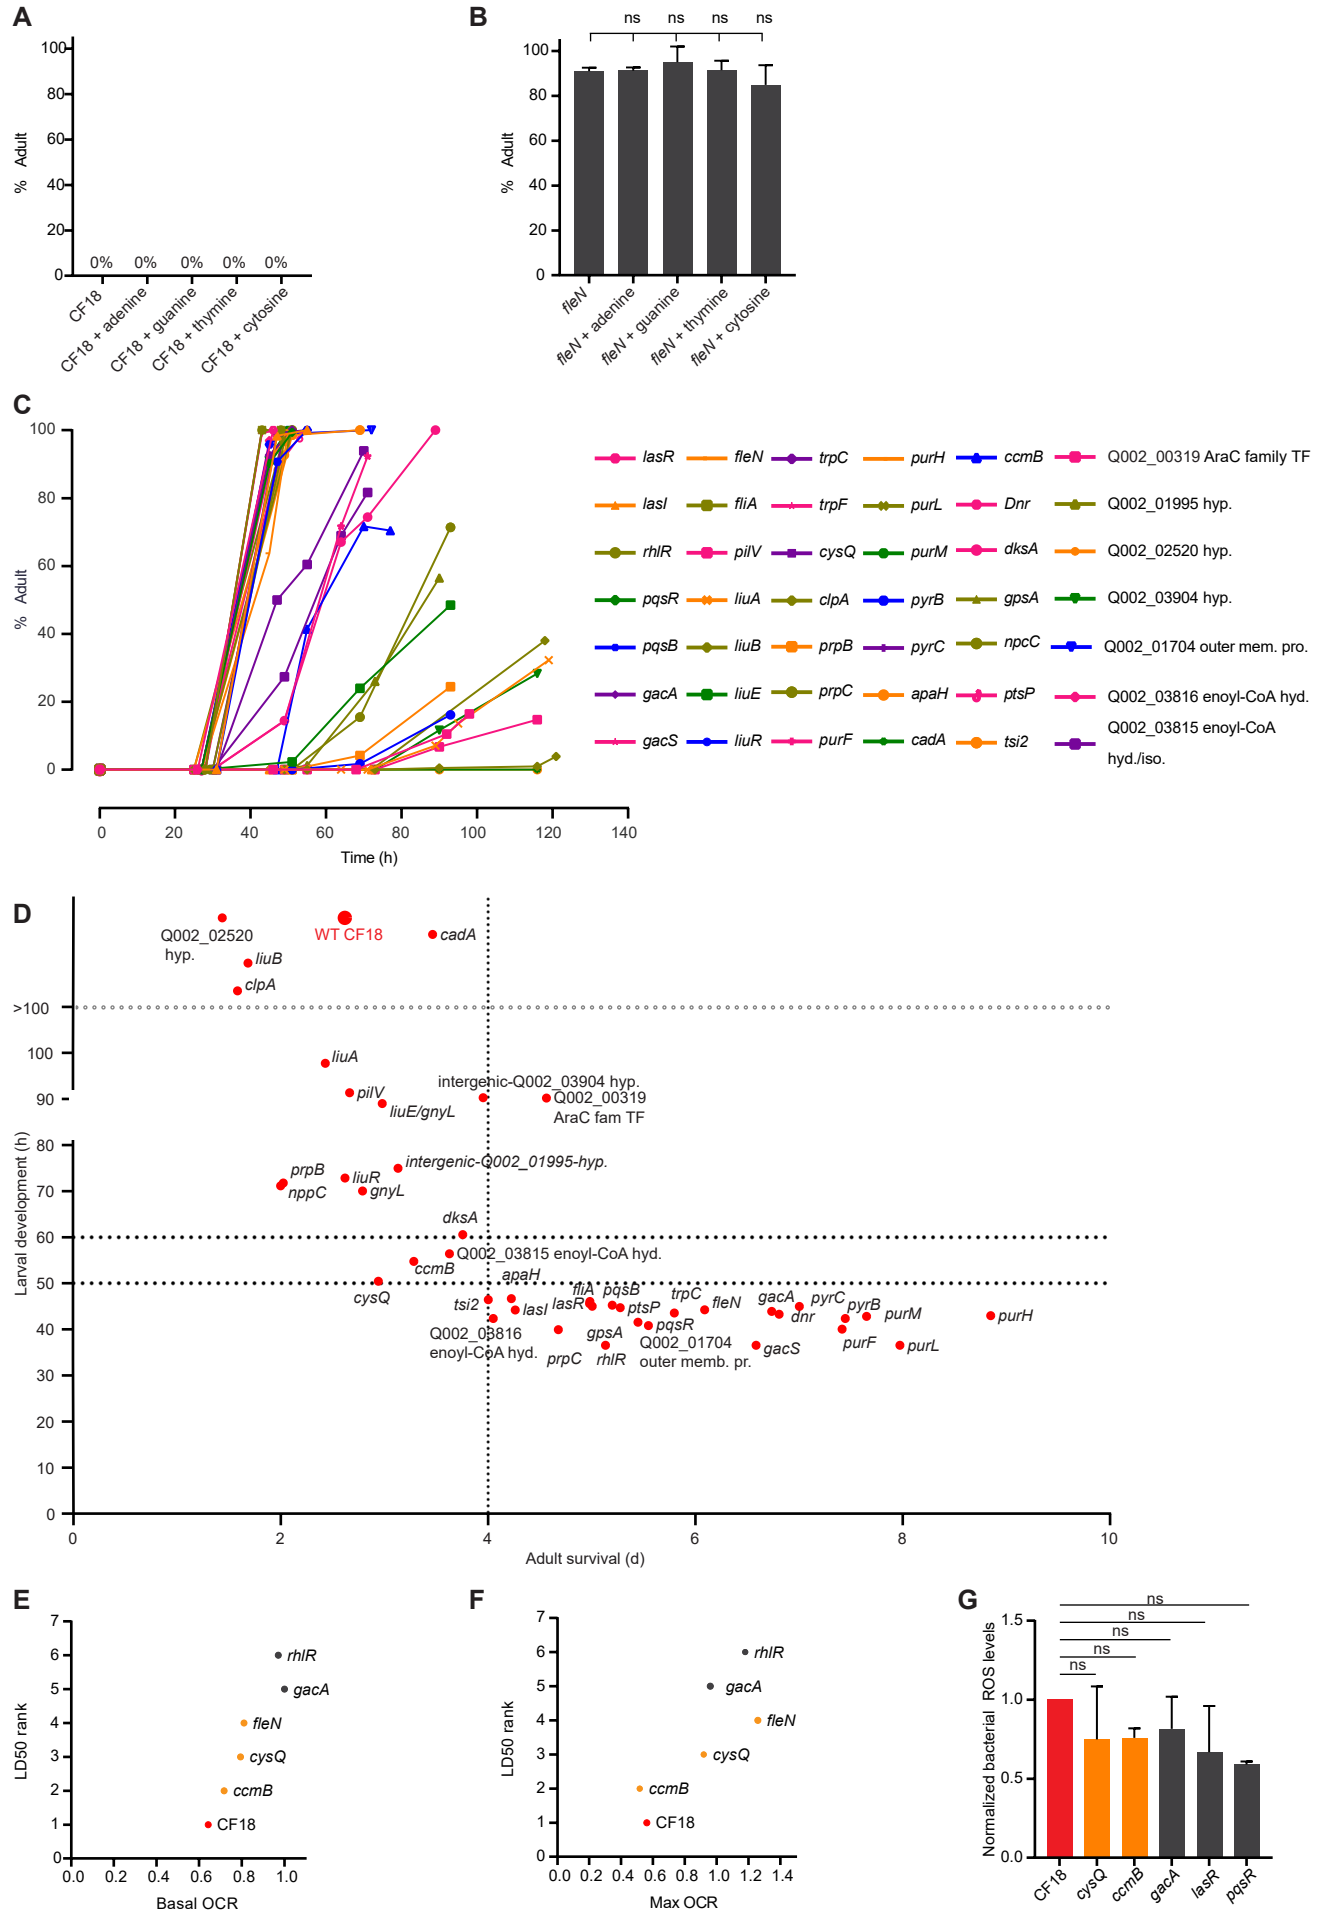 A
100
80
60
40
20
0
% Adult
0% 0% 0% 0% 0%
CF18
CF18 + adenine
CF18 + guanine
CF18 + thymine
CF18 + cytosine
B
ns ns ns ns
100
80
60
40
20
0
% Adult
fleN
fleN + adenine
fleN + guanine
fleN + thymine
fleN + cytosine
C
100
80
60
40
20
0
% Adult
0 20 40 60 80 100 120 140
Time (h)
lasR
lasI
rhlR
pqsR
pqsB
gacA
gacS
fleN
fliA
pilV
liuA
liuB
liuE
liuR
trpC
trpF
cysQ
clpA
prpB
prpC
purF
purH
purL
purM
pyrB
pyrC
apaH
cadA
ccmB
Dnr
dksA
gpsA
npcC
ptsP
tsi2
Q002_00319 AraC family TF
Q002_01995 hyp.
Q002_02520 hyp.
Q002_03904 hyp.
Q002_01704 outer mem. pro.
Q002_03816 enoyl-CoA hyd.
Q002_03815 enoyl-CoA
hyd./iso.
D
>100
100
90
80
70
60
50
40
30
20
10
0
Larval development (h)
Q002_02520
hyp.
WT CF18
cadA
liuB
clpA
liuA
pilV
liuE/gnyL
intergenic-Q002_03904 hyp.
Q002_00319
AraC fam TF
prpB
nppC
liuR
gnyL
intergenic-Q002_01995-hyp.
dksA
Q002_03815 enoyl-CoA hyd.
ccmB
cysQ
apaH
tsi2
lasI
Q002_03816
enoyl-CoA hyd.
lasR
fliA
pqsB
ptsP
prpC
gpsA
rhlR
pqsR
Q002_01704
outer memb. pr.
trpC
fleN
gacA
dnr
gacS
pyrC
pyrB
purF
purM
purL
purH
0 2 4 6 8 10
Adult survival (d)
E
7
6
5
4
3
2
1
0
LD50 rank
rhlR
gacA
fleN
cysQ
ccmB
CF18
0.0 0.2 0.4 0.6 0.8 1.0
Basal OCR
F
7
6
5
4
3
2
1
0
LD50 rank
rhlR
gacA
fleN
cysQ
ccmB
CF18
0.0 0.2 0.4 0.6 0.8 1.0 1.2 1.4
Max OCR
G
ns
ns
ns
ns
ns
1.5
1.0
0.5
0.0
Normalized bacterial ROS levels
CF18
cysQ
ccmB
gacA
lasR
pqsR